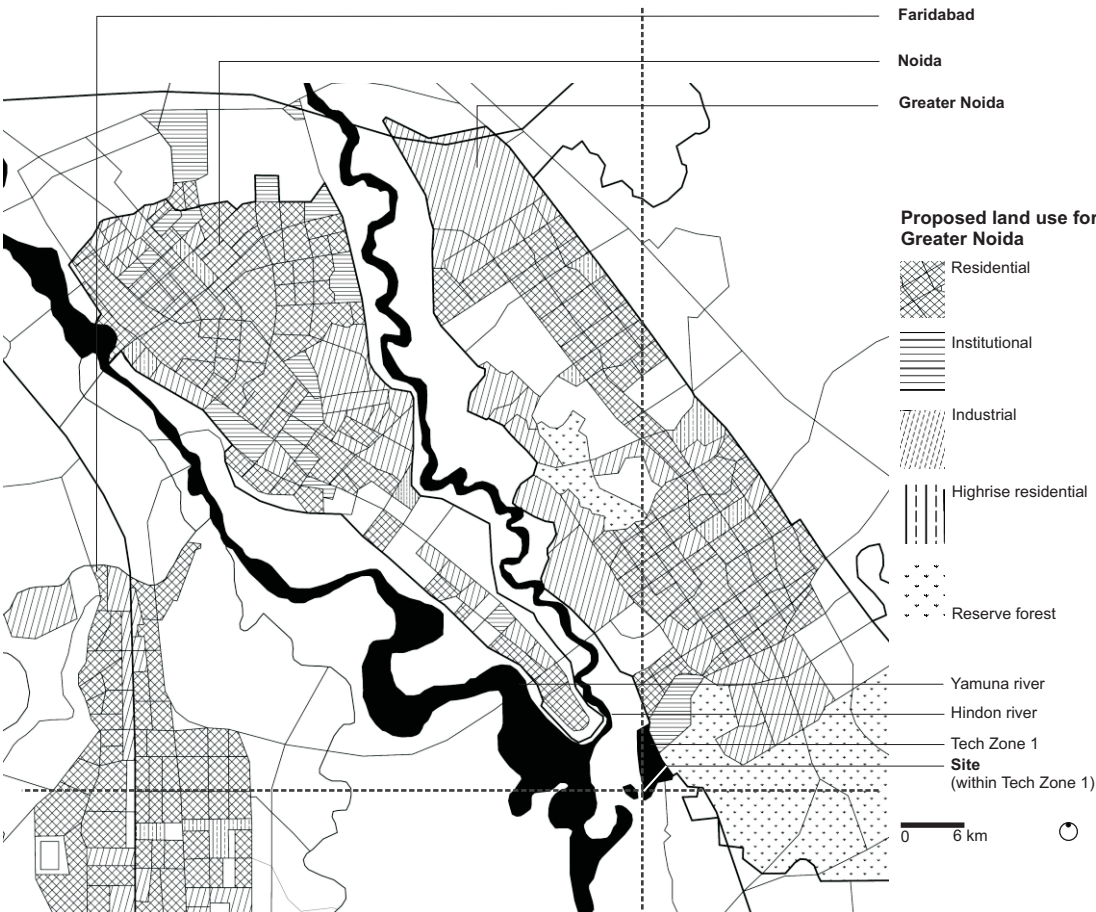 Faridabad
Noida
Greater Noida
Proposed land use for
Greater Noida
Residential
Institutional
Industrial
Highrise residential
Reserve forest
Yamuna river
Hindon river
Tech Zone 1
Site
(within Tech Zone 1)
0 6 km